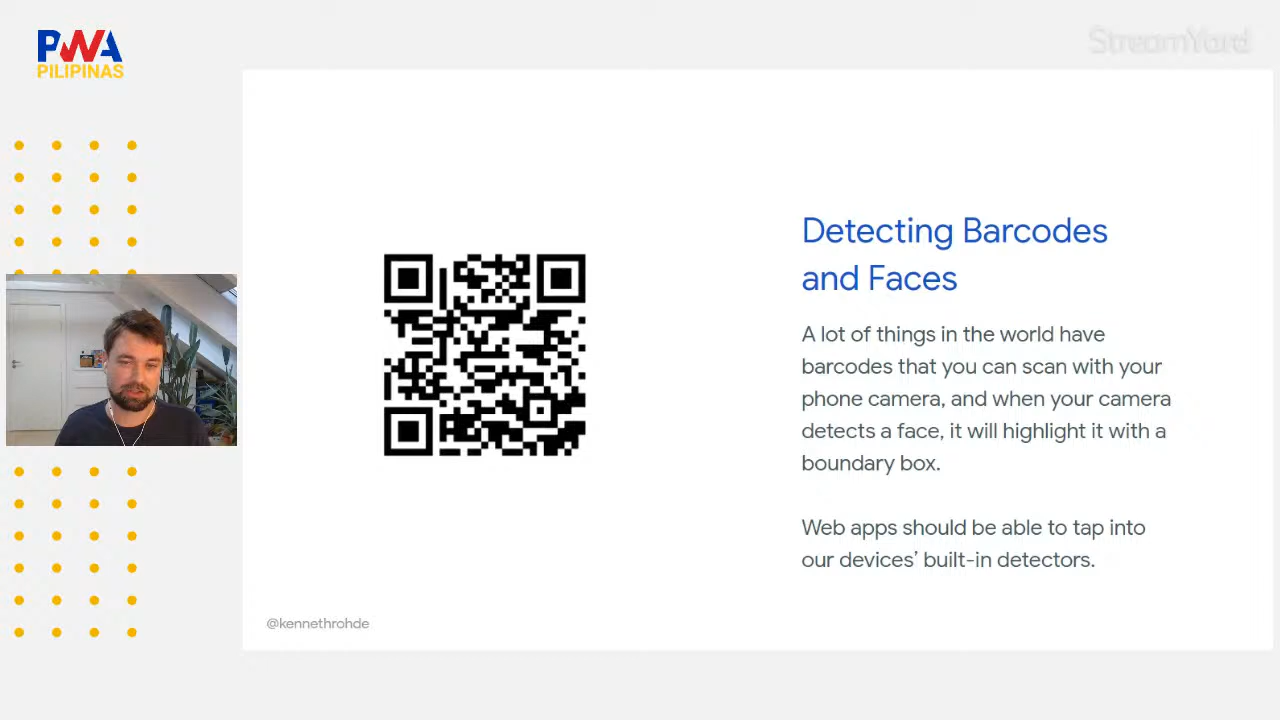 PWA
PILIPINAS
StreamYard
Detecting Barcodes
and Faces
A lot of things in the world have
barcodes that you can scan with your
phone camera, and when your camera
detects a face, it will highlight it with a
boundary box.
Web apps should be able to tap into
our devices’ built-in detectors.
@kennethrohde